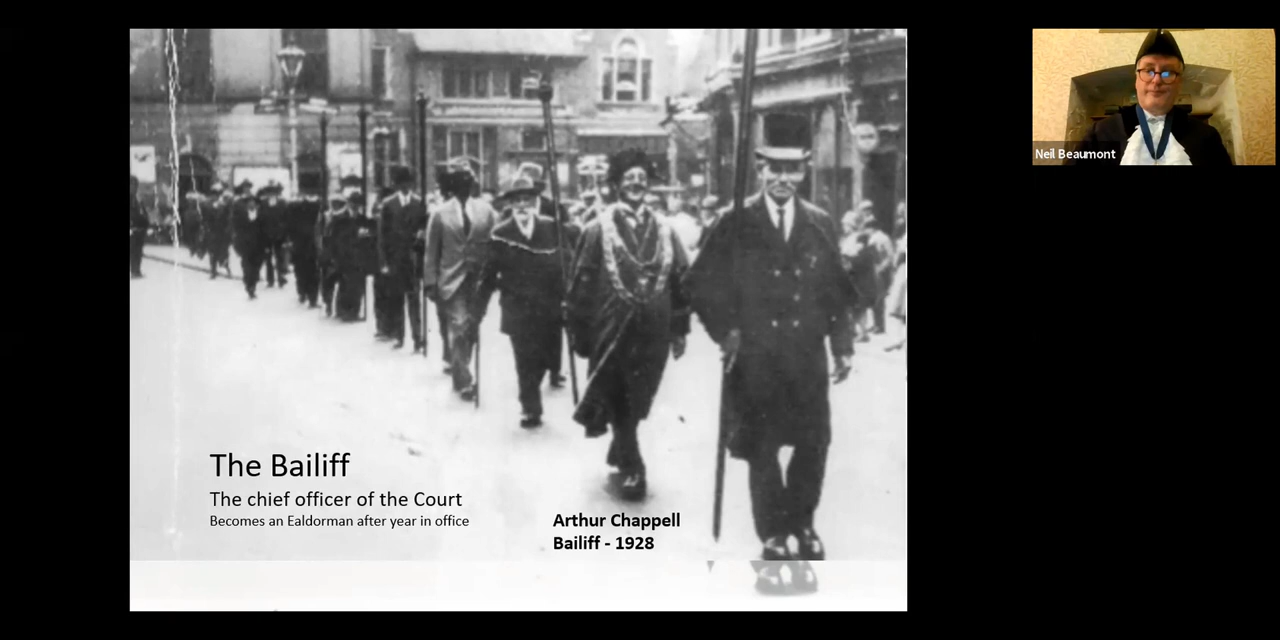 Neil Beaumont
The Bailiff
The chief officer of the Court
Becomes an Ealdorman after year in office
Arthur Chappell
Bailiff - 1928